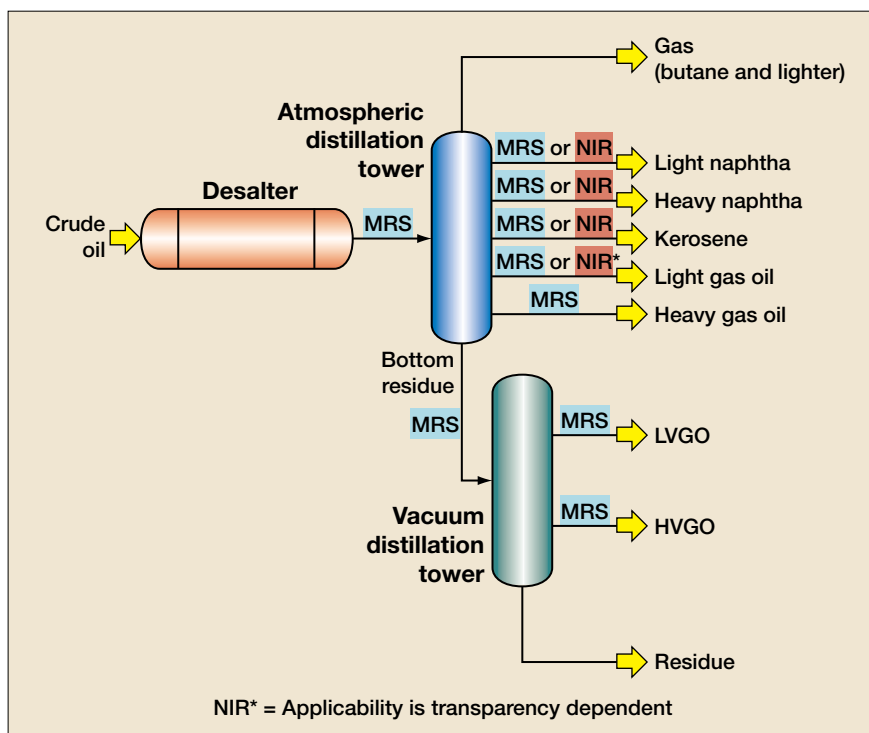 Gas
(butane and lighter)
Atmospheric
distillation
tower
MRS or NIR
Light naphtha
Desalter
MRS or NIR
Heavy naphtha
Crude
oil
MRS
MRS or NIR
Kerosene
MRS or NIR*
Light gas oil
MRS
Heavy gas oil
Bottom
residue
MRS
MRS
LVGO
MRS
HVGO
Vacuum
distillation
tower
Residue
NIR* = Applicability is transparency dependent